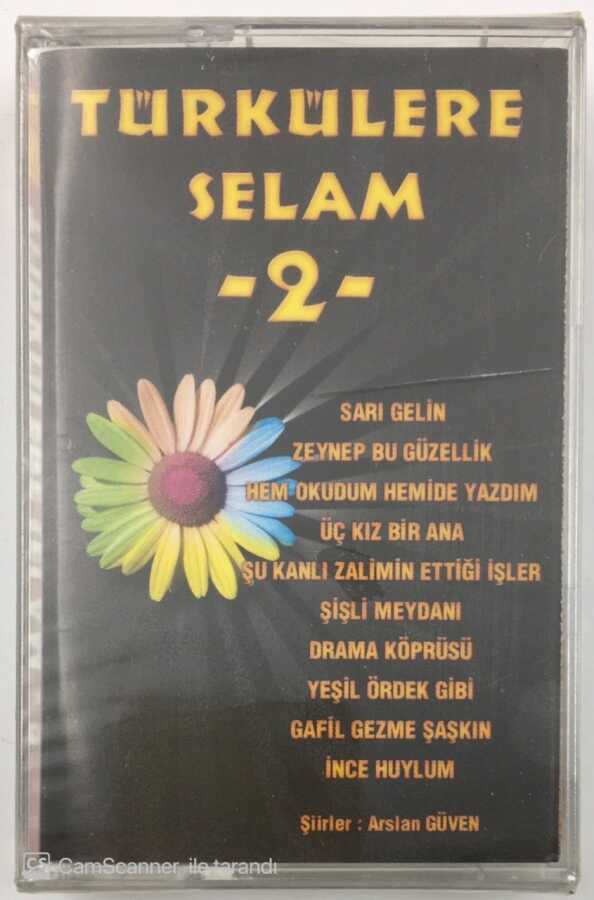 TÜRKÜLERE
SELAM
-2-
SARI GELİN
ZEYNEP BU GÜZELLİK
HEM OKUDUM HEMİDE YAZDIM
ÜÇ KIZ BİR ANA
ŞU KANLI ZALİMİN ETTİĞİ İŞLER
ŞİŞLİ MEYDANI
DRAMA KÖPRÜSÜ
YEŞİL ÖRDEK GİBİ
GAFİL GEZME ŞAŞKIN
İNCE HUYLUM
Şiirler : Arslan GÜVEN
CS CamScanner ile tarandı